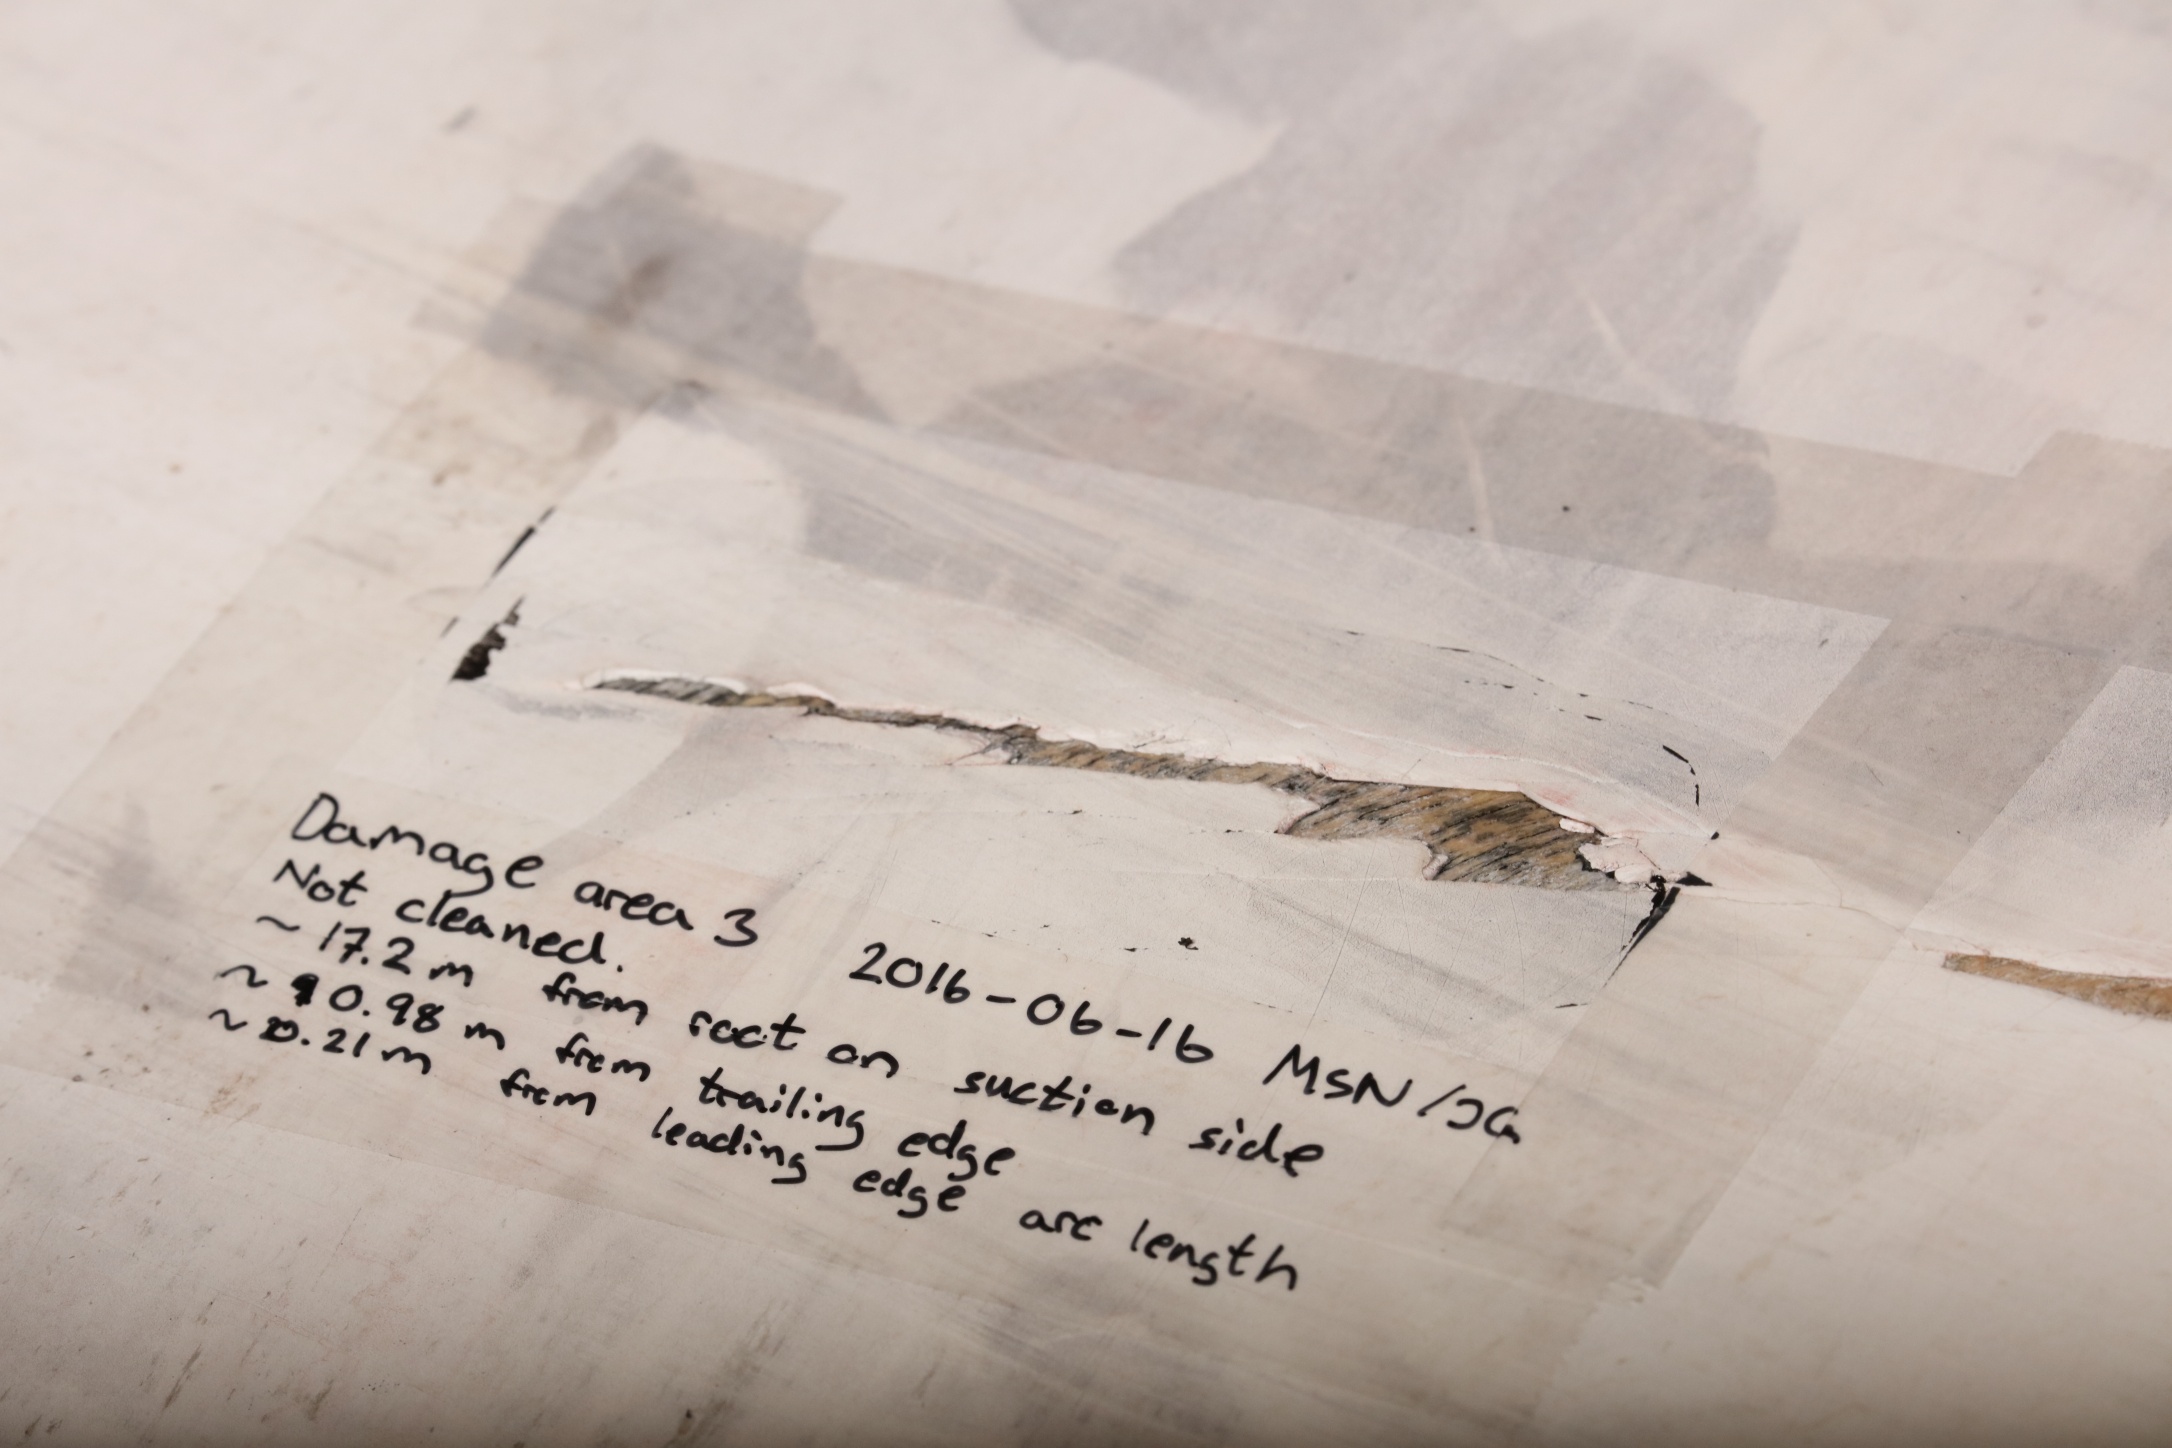 Damage area 3 2016-06-16 MSN/JG
Not cleaned.
~ 17.2 m from root on suction side
~ 0.98 m from trailing edge
~ 0.21 m from leading edge arc length